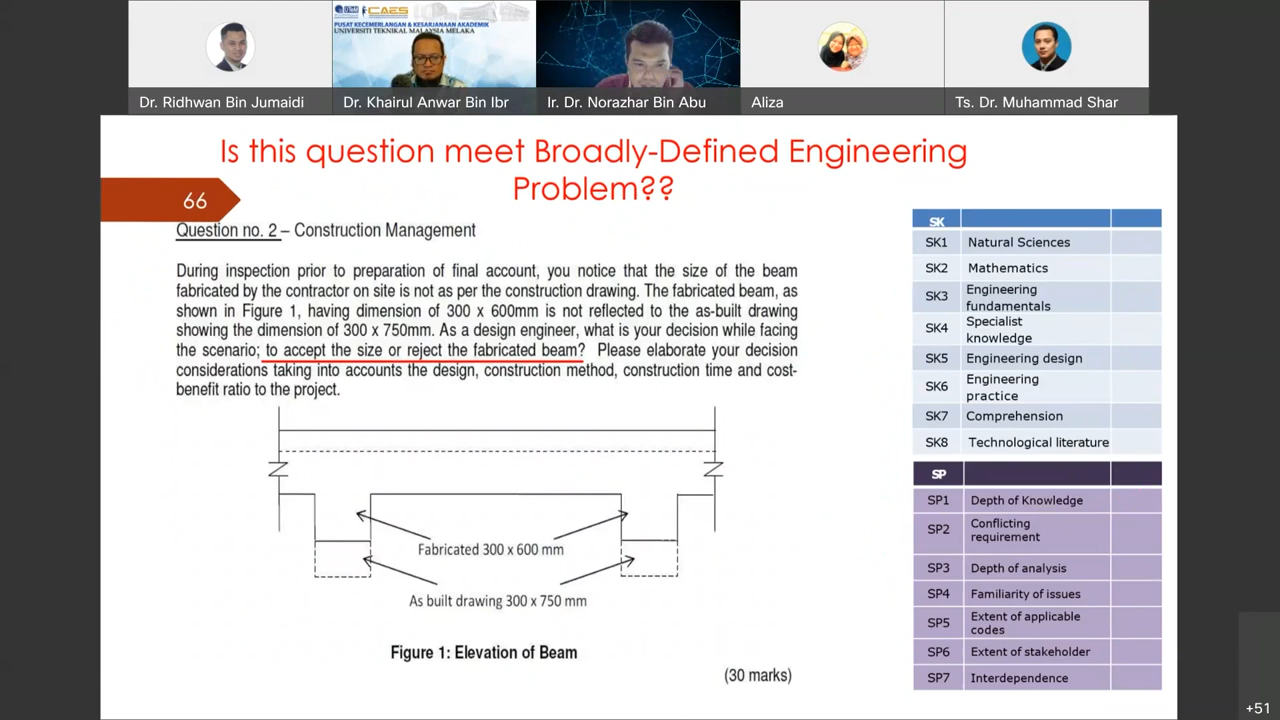 UTeM
CAES
PUSAT KECEMERLANGAN & KESARJANAAN AKADEMIK
UNIVERSITI TEKNIKAL MALAYSIA MELAKA
Dr. Ridhwan Bin Jumaidi
Dr. Khairul Anwar Bin Ibr
Ir. Dr. Norazhar Bin Abu
Aliza
Ts. Dr. Muhammad Shar
Is this question meet Broadly-Defined Engineering
Problem??
66
Question no. 2 – Construction Management
During inspection prior to preparation of final account, you notice that the size of the beam
fabricated by the contractor on site is not as per the construction drawing. The fabricated beam, as
shown in Figure 1, having dimension of 300 x 600mm is not reflected to the as-built drawing
showing the dimension of 300 x 750mm. As a design engineer, what is your decision while facing
the scenario; to accept the size or reject the fabricated beam? Please elaborate your decision
considerations taking into accounts the design, construction method, construction time and cost-
benefit ratio to the project.
Fabricated 300 x 600 mm
As built drawing 300 x 750 mm
Figure 1: Elevation of Beam
(30 marks)
SK
SK1 Natural Sciences
SK2 Mathematics
SK3 Engineering
fundamentals
SK4 Specialist
knowledge
SK5 Engineering design
SK6 Engineering
practice
SK7 Comprehension
SK8 Technological literature
SP
SP1 Depth of Knowledge
SP2 Conflicting
requirement
SP3 Depth of analysis
SP4 Familiarity of issues
SP5 Extent of applicable
codes
SP6 Extent of stakeholder
SP7 Interdependence
+51